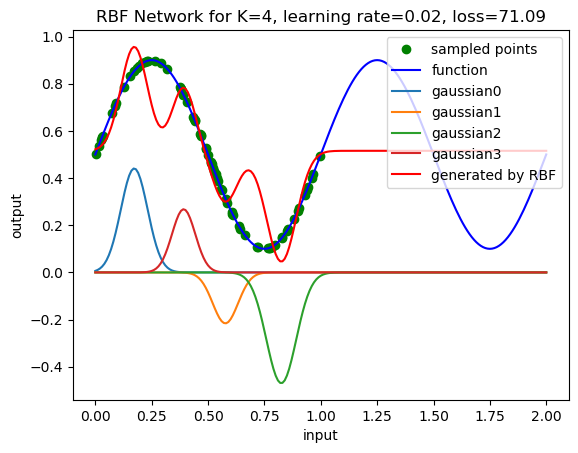 RBF Network for K=4, learning rate=0.02, loss=71.09
1.0
0.8
0.6
0.4
0.2
0.0
−0.2
−0.4
output
sampled points
function
gaussian0
gaussian1
gaussian2
gaussian3
generated by RBF
0.00 0.25 0.50 0.75 1.00 1.25 1.50 1.75 2.00
input